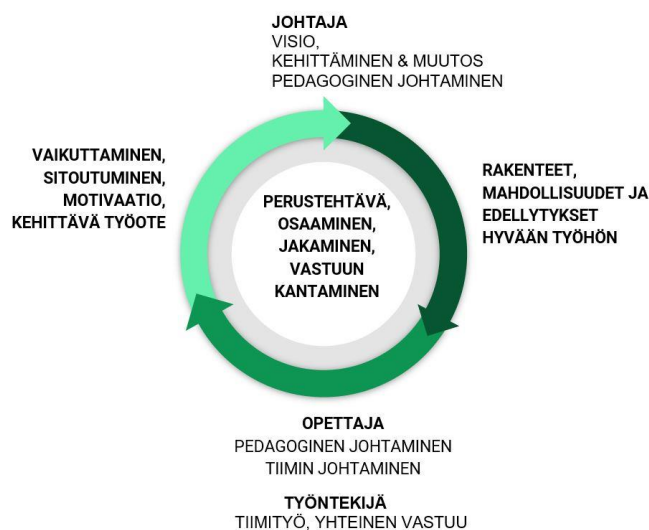 JOHTAJA
VISIO,
KEHITTÄMINEN & MUUTOS
PEDAGOGINEN JOHTAMINEN
VAIKUTTAMINEN,
SITOUTUMINEN,
MOTIVAATIO,
KEHITTÄVÄ TYÖOTE
PERUSTEHTÄVÄ,
OSAAMINEN,
JAKAMINEN,
VASTUUN
KANTAMINEN
RAKENTEET,
MAHDOLLISUUDET JA
EDELLYTYKSET
HYVÄÄN TYÖHÖN
OPETTAJA
PEDAGOGINEN JOHTAMINEN
TIIMIN JOHTAMINEN
TYÖNTEKIJÄ
TIIMITYÖ, YHTEINEN VASTUU